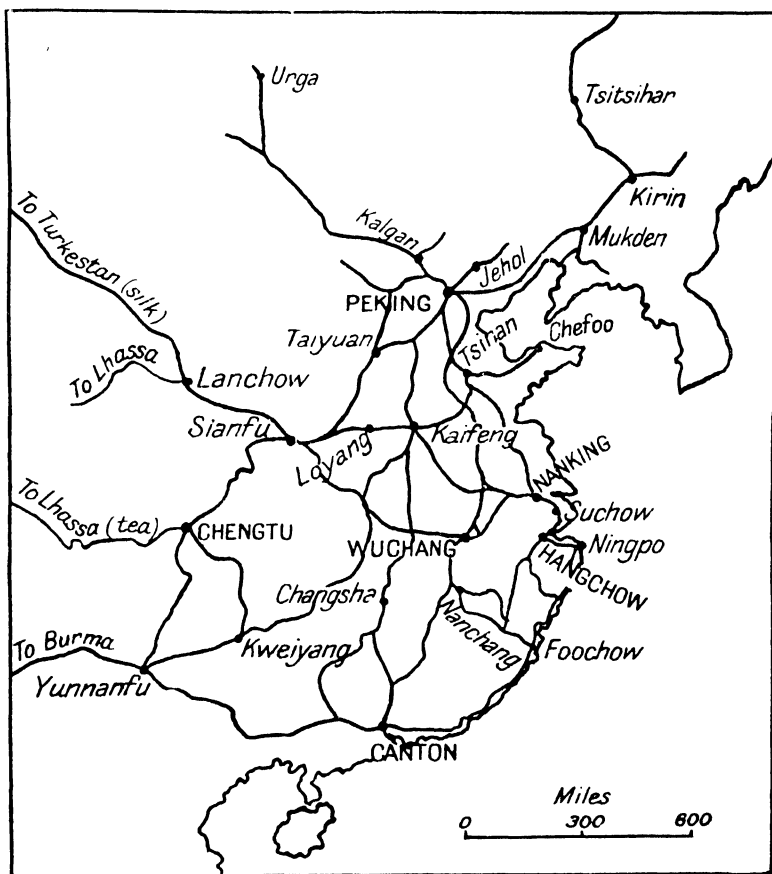 Urga
Tsitsihar
Kirin
Mukden
Kalgan
Jehol
PEKING
To Turkestan (silk)
Taiyuan
Tsinan
Chefoo
To Lhassa
Lanchow
Sianfu
Loyang
Kaifeng
NANKING
Suchow
To Lhassa (tea)
CHENGTU
WUCHANG
Ningpo
HANGCHOW
Changsha
Nanchang
To Burma
Kweiyang
Foochow
Yunnanfu
CANTON
Miles
0 300 600